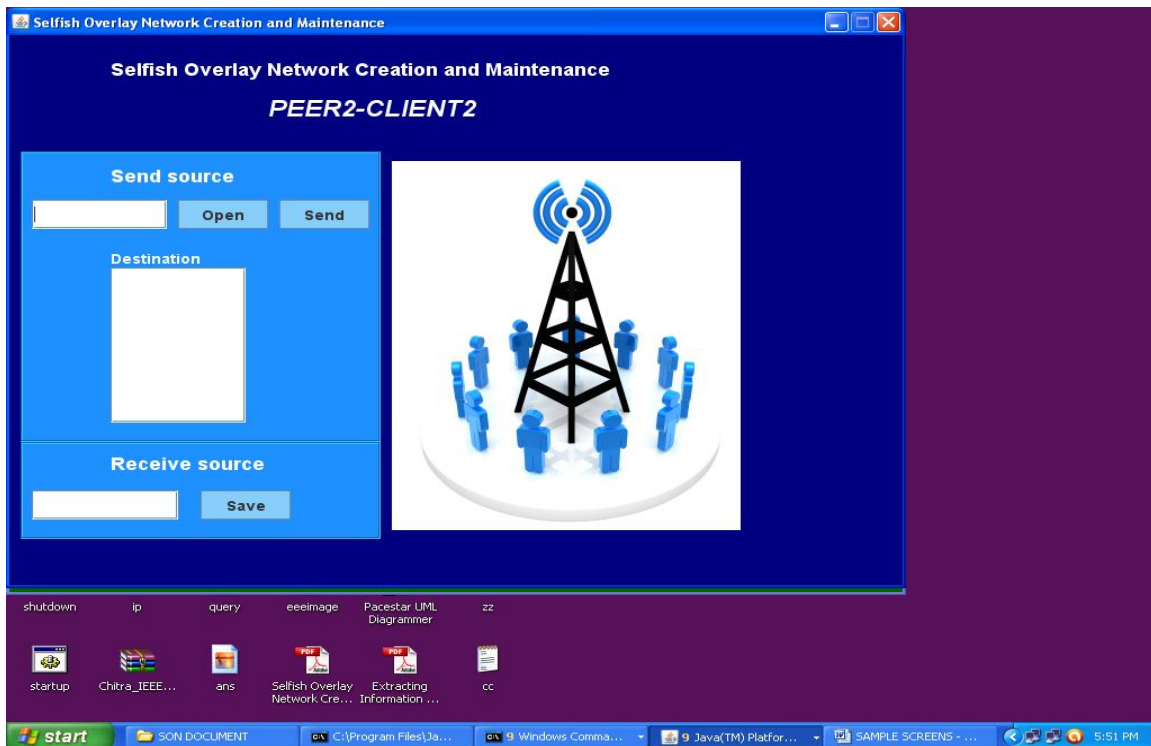 Selfish Overlay Network Creation and Maintenance
Selfish Overlay Network Creation and Maintenance
PEER2-CLIENT2
Send source
Open
Send
Destination
Receive source
Save
shutdown
ip
query
eeeimage
Pacestar UML
Diagrammer
zz
startup
Chitra_IEEE...
ans
Selfish Overlay
Network Cre...
Extracting
Information ...
cc
start
SON DOCUMENT
C:\Program Files\Ja...
9 Windows Comma...
9 Java(TM) Platfor...
SAMPLE SCREENS - ...
5:51 PM